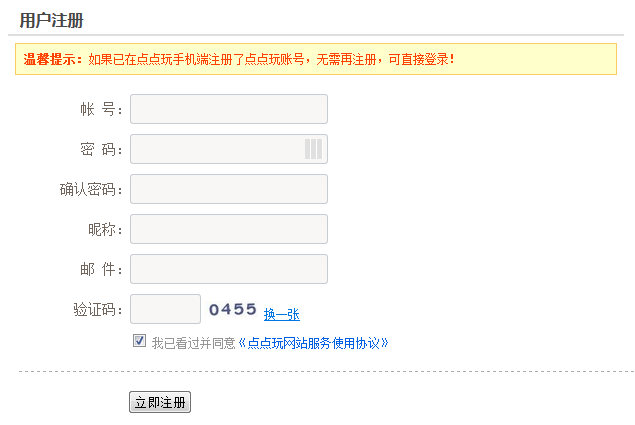 用户注册
温馨提示：如果已在点点玩手机端注册了点点玩账号，无需再注册，可直接登录！
帐 号：
密 码：
确认密码：
昵称：
邮 件：
验证码： 0455 换一张
我已看过并同意《点点玩网站服务使用协议》
立即注册